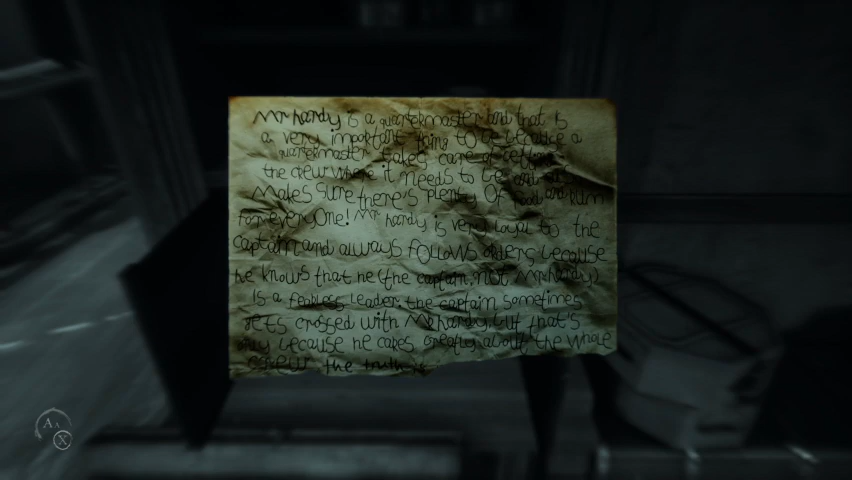 Mr hardy is a quartermaster and that is
a very important thing to be because a
quartermaster takes care of
the crew where it needs to be and
makes sure there's plenty of food and rum
for everyone! Mr hardy is very loyal to the
captain and always follows orders because
he knows that he (the captain, not Mr hardy)
is a fearless leader the captain sometimes
gets crossed with Mr hardy, but that's
only because he cares greatly about the whole
crew the truth
A A
X